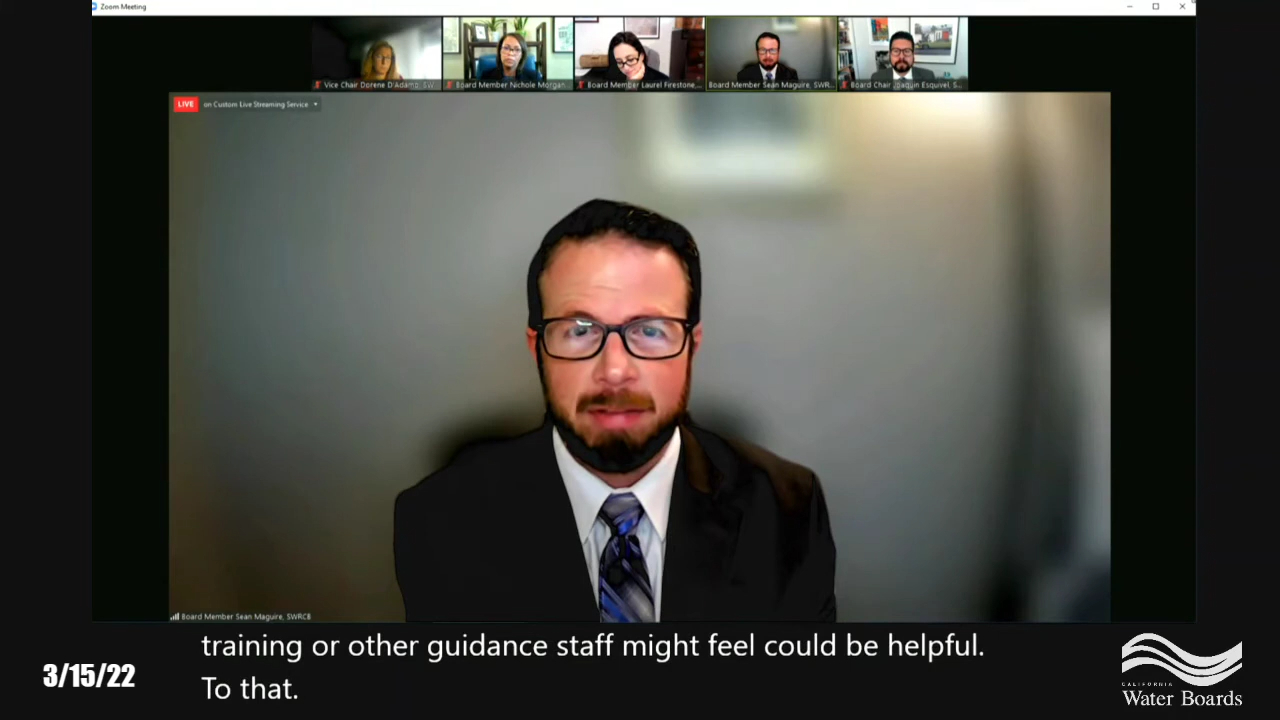 Zoom Meeting
Vice Chair Dorene D'Adamo, SW...
Board Member Nichole Morgan
Board Member Laurel Firestone,...
Board Member Sean Maguire, SWR...
Board Chair Joaquin Esquivel, S...
LIVE on Custom Live Streaming Service
Board Member Sean Maguire, SWRCB
training or other guidance staff might feel could be helpful.
To that.
3/15/22
CALIFORNIA
Water Boards